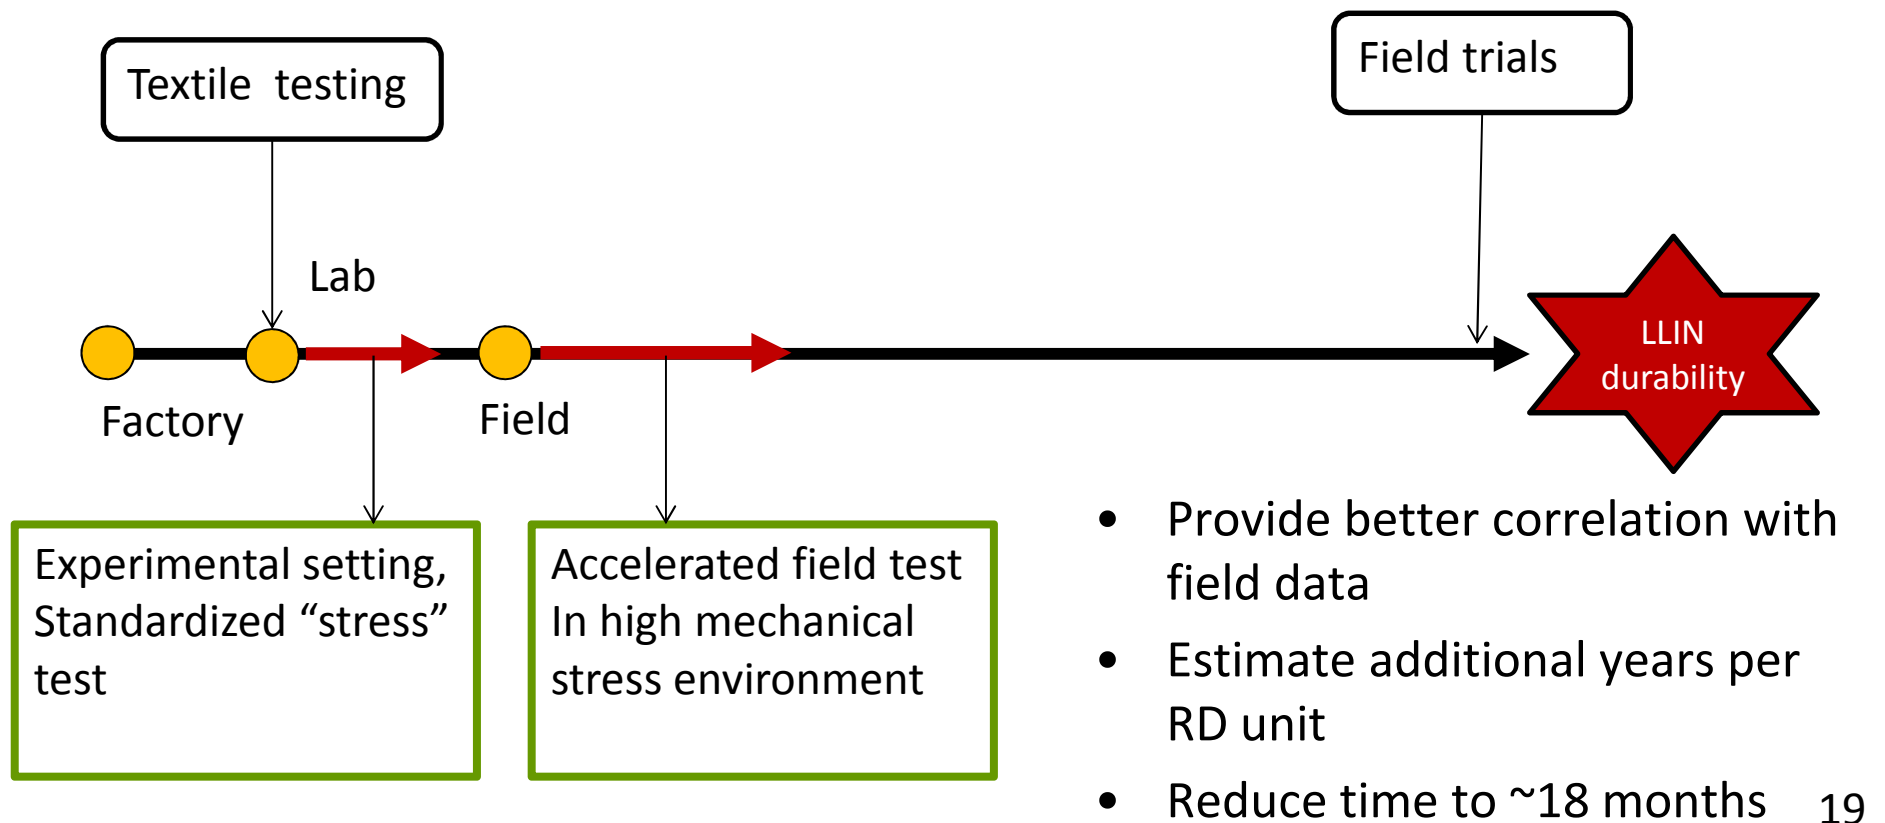 Textile testing
Field trials
Lab
LLIN
durability
Factory
Field
Experimental setting,
Standardized “stress”
test
Accelerated field test
In high mechanical
stress environment
• Provide better correlation with
field data
• Estimate additional years per
RD unit
• Reduce time to ~18 months
19